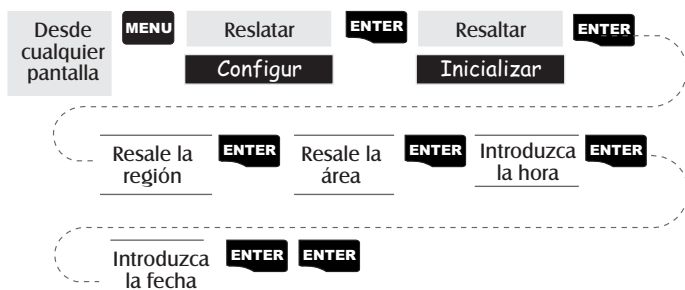 Desde
cualquier
pantalla
MENU
Reslatar
Configur
ENTER
Resaltar
Inicializar
ENTER
Resale la
región
ENTER
Resale la
área
ENTER
Introduzca
la hora
ENTER
Introduzca
la fecha
ENTER
ENTER